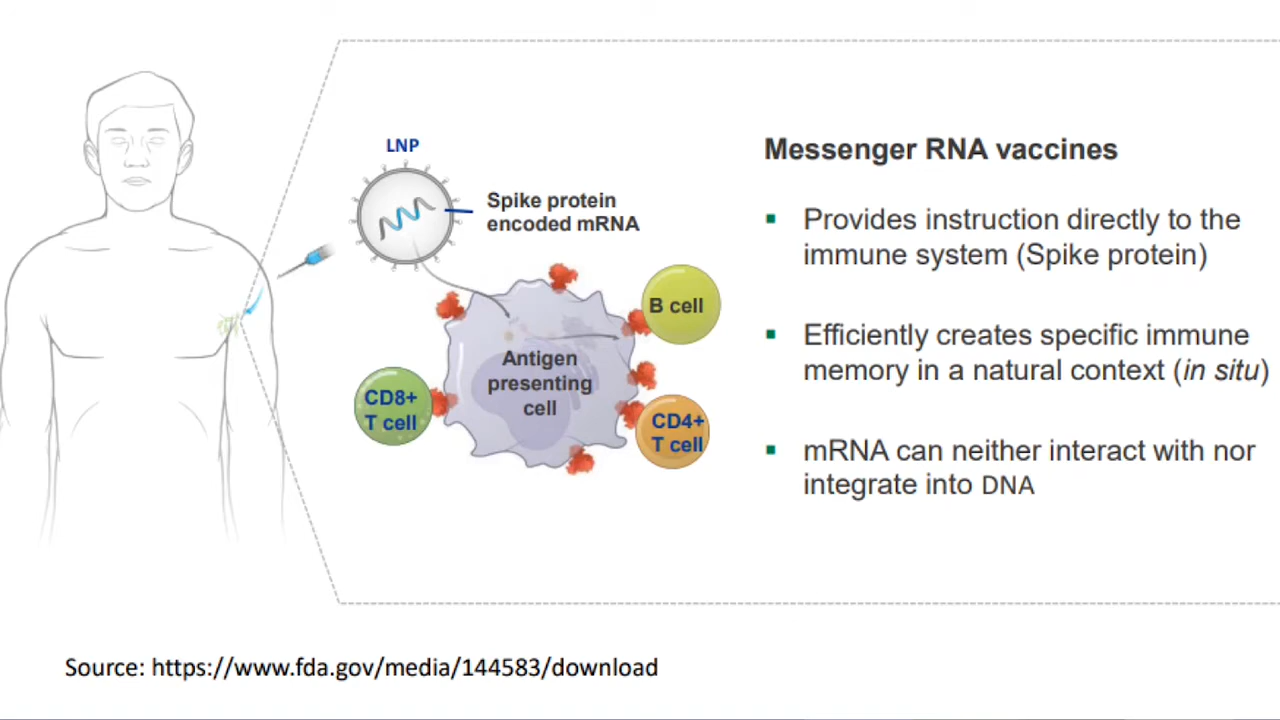 LNP
Spike protein
encoded mRNA
B cell
Antigen
presenting
cell
CD8+
T cell
CD4+
T cell
Messenger RNA vaccines
▪ Provides instruction directly to the
immune system (Spike protein)
▪ Efficiently creates specific immune
memory in a natural context (in situ)
▪ mRNA can neither interact with nor
integrate into DNA
Source: https://www.fda.gov/media/144583/download